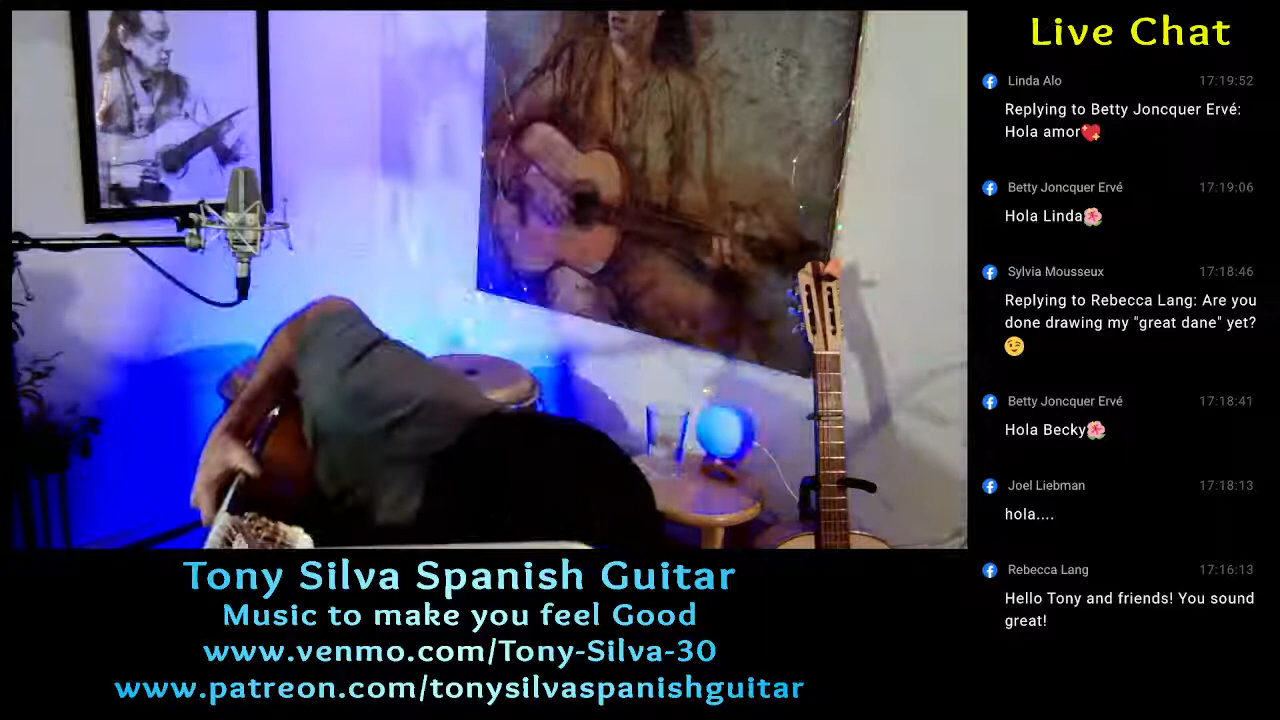 Live Chat
Linda Alo 17:19:52
Replying to Betty Joncquer Ervé:
Hola amor💖
Betty Joncquer Ervé 17:19:06
Hola Linda🌺
Sylvia Mousseux 17:18:46
Replying to Rebecca Lang: Are you
done drawing my "great dane" yet?
😉
Betty Joncquer Ervé 17:18:41
Hola Becky🌺
Joel Liebman 17:18:13
hola....
Rebecca Lang 17:16:13
Hello Tony and friends! You sound
great!
Tony Silva Spanish Guitar
Music to make you feel Good
www.venmo.com/Tony-Silva-30
www.patreon.com/tonysilvaspanishguitar